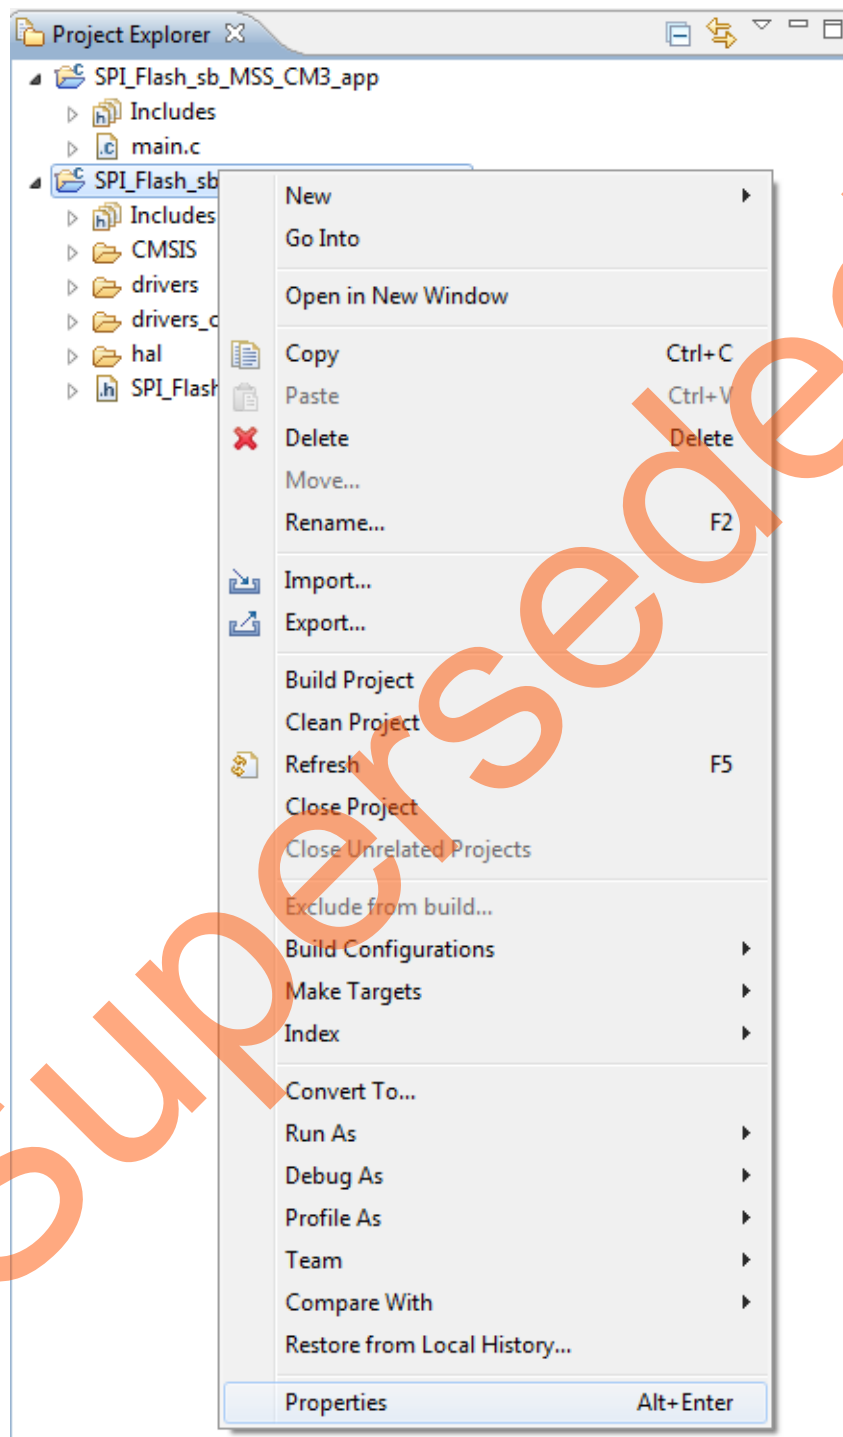 Project Explorer
SPI_Flash_sb_MSS_CM3_app
Includes
main.c
SPI_Flash_sb
Includes
CMSIS
drivers
drivers_c
hal
SPI_Flash
New
Go Into
Open in New Window
Copy Ctrl+C
Paste Ctrl+V
Delete Delete
Move...
Rename... F2
Import...
Export...
Build Project
Clean Project
Refresh F5
Close Project
Close Unrelated Projects
Exclude from build...
Build Configurations
Make Targets
Index
Convert To...
Run As
Debug As
Profile As
Team
Compare With
Restore from Local History...
Properties Alt+Enter
Superseded